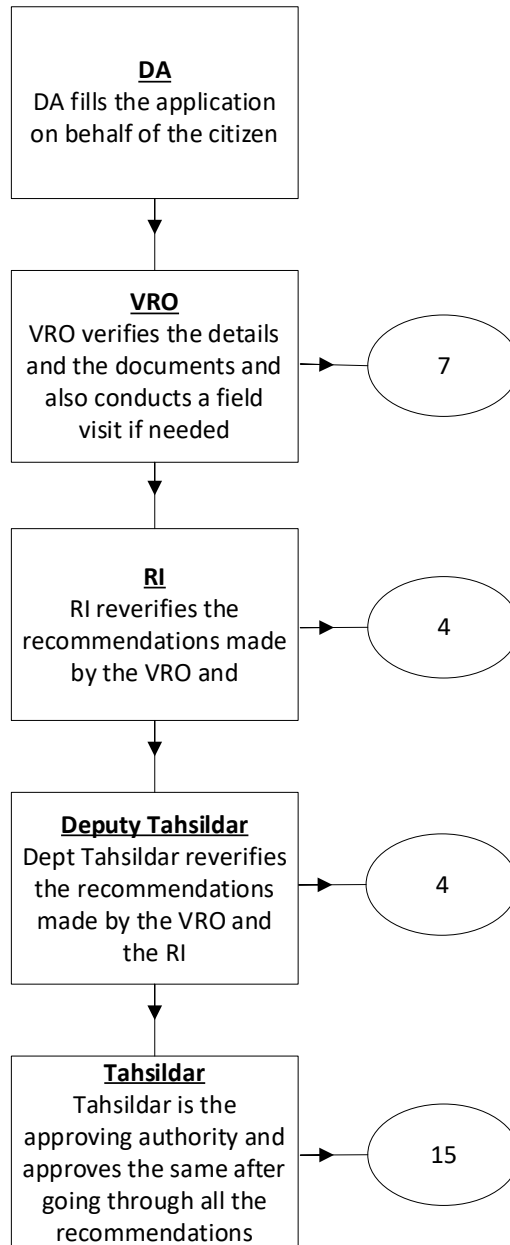 DA
DA fills the application
on behalf of the citizen
VRO
VRO verifies the details
and the documents and
also conducts a field
visit if needed
7
RI
RI reverifies the
recommendations made
by the VRO and
4
Deputy Tahsildar
Dept Tahsildar reverifies
the recommendations
made by the VRO and
the RI
4
Tahsildar
Tahsildar is the
approving authority and
approves the same after
going through all the
recommendations
15